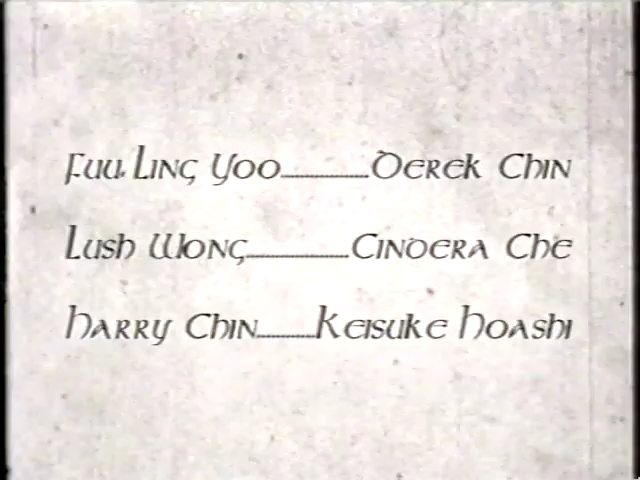 Fuu Ling Yoo.........Derek Chin
Lush Wong..........Cindera Che
Harry Chin......Keisuke Hoashi